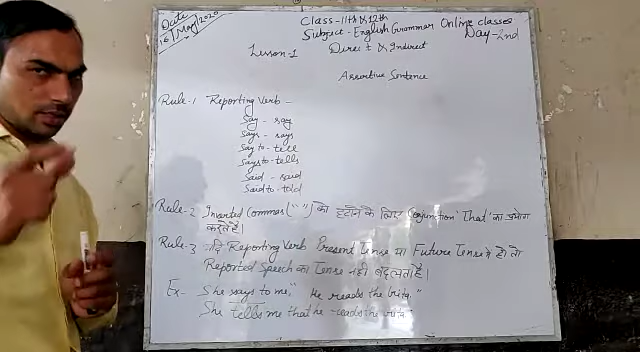 Date
16/May/2020
Class-11th & 12th
Subject-English Grammar Online classes
Day-2nd
Lesson-1 Direct & Indirect
Assertive Sentence
Rule-1 Reporting Verb-
Say - say
Says - says
Say to - tell
Says to - tells
Said - said
Said to - told
Rule-2 Inverted Commas (" ") को हटाने के लिए Conjunction 'That' का प्रयोग
करते है।
Rule-3 यदि Reporting Verb Present Tense या Future Tense में हो तो
Reported Speech का Tense नही बदलता है।
Ex- She says to me, " He reads the"
She tells me that he reads the